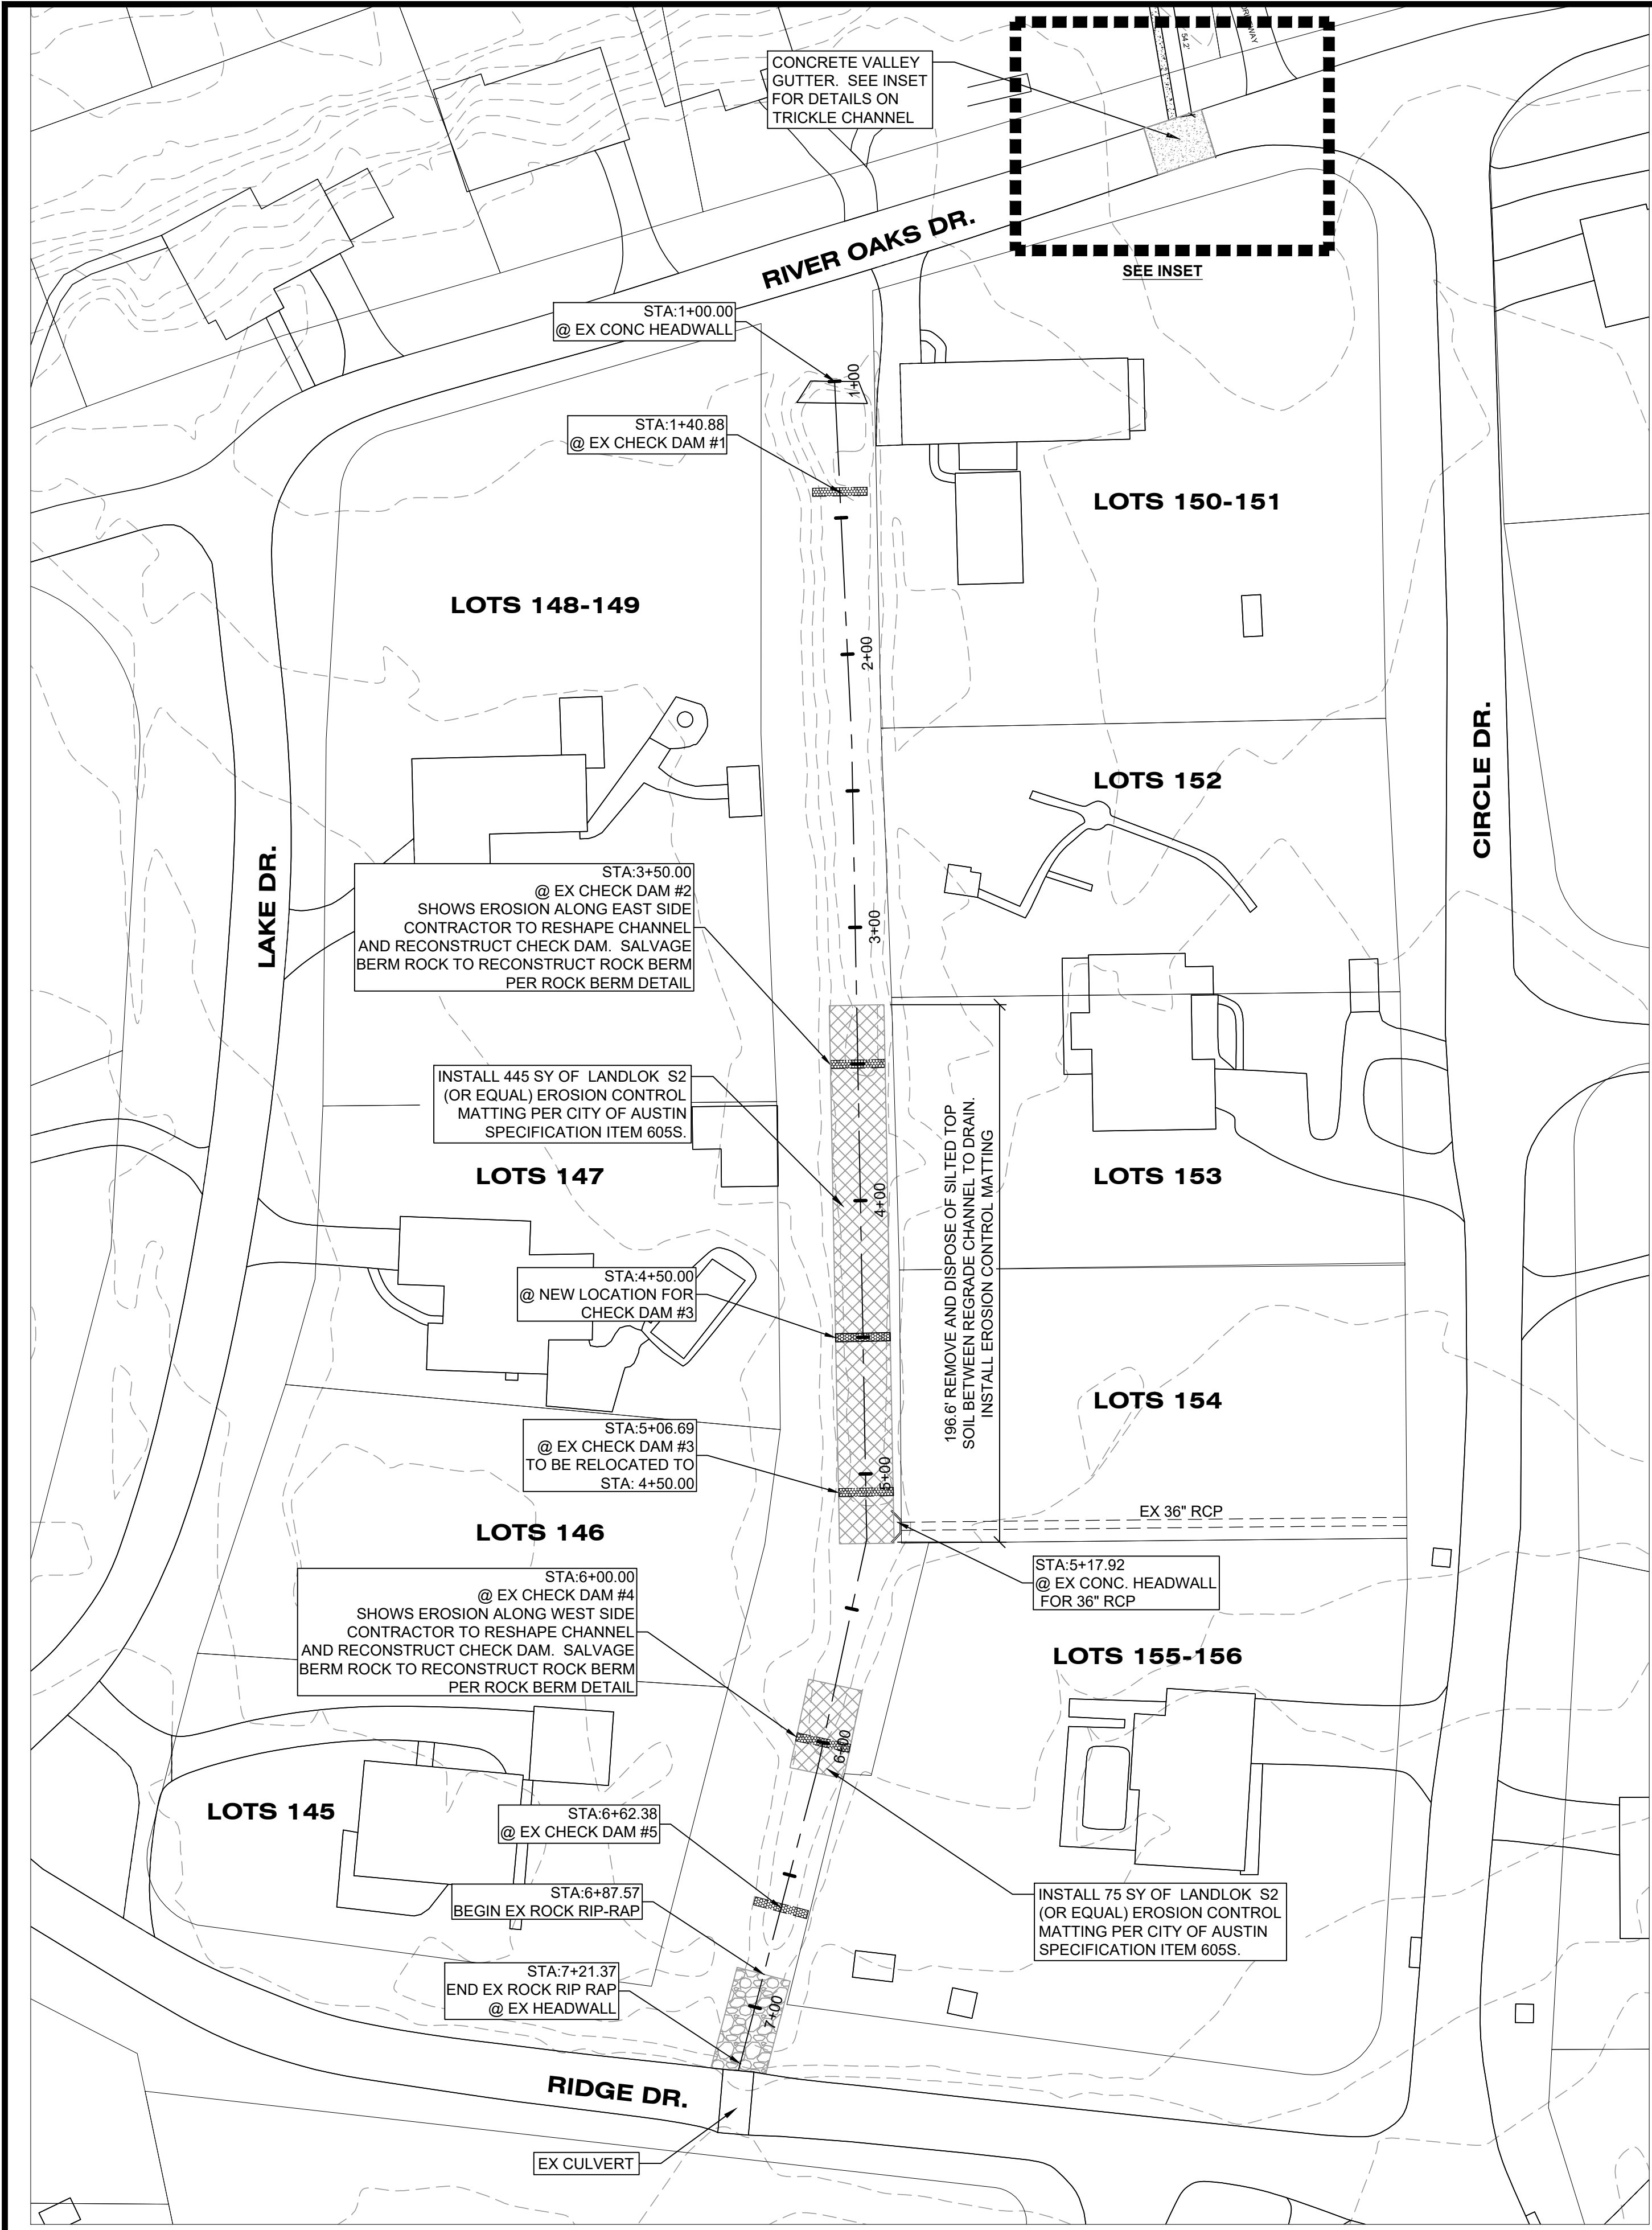 54.2'
CONCRETE VALLEY
GUTTER. SEE INSET
FOR DETAILS ON
TRICKLE CHANNEL
RIVER OAKS DR.
SEE INSET
STA:1+00.00
@ EX CONC HEADWALL
1+00
STA:1+40.88
@ EX CHECK DAM #1
LOTS 150-151
LOTS 148-149
2+00
CIRCLE DR.
LOTS 152
LAKE DR.
STA:3+50.00
@ EX CHECK DAM #2
SHOWS EROSION ALONG EAST SIDE
CONTRACTOR TO RESHAPE CHANNEL
AND RECONSTRUCT CHECK DAM. SALVAGE
BERM ROCK TO RECONSTRUCT ROCK BERM
PER ROCK BERM DETAIL
3+00
INSTALL 445 SY OF LANDLOK S2
(OR EQUAL) EROSION CONTROL
MATTING PER CITY OF AUSTIN
SPECIFICATION ITEM 605S.
196.6' REMOVE AND DISPOSE OF SILTED TOP
SOIL BETWEEN REGRADE CHANNEL TO DRAIN.
INSTALL EROSION CONTROL MATTING
LOTS 147
4+00
LOTS 153
STA:4+50.00
@ NEW LOCATION FOR
CHECK DAM #3
LOTS 154
STA:5+06.69
@ EX CHECK DAM #3
TO BE RELOCATED TO
STA: 4+50.00
5+00
EX 36" RCP
LOTS 146
STA:5+17.92
@ EX CONC. HEADWALL
FOR 36" RCP
STA:6+00.00
@ EX CHECK DAM #4
SHOWS EROSION ALONG WEST SIDE
CONTRACTOR TO RESHAPE CHANNEL
AND RECONSTRUCT CHECK DAM. SALVAGE
BERM ROCK TO RECONSTRUCT ROCK BERM
PER ROCK BERM DETAIL
LOTS 155-156
6+00
LOTS 145
STA:6+62.38
@ EX CHECK DAM #5
STA:6+87.57
BEGIN EX ROCK RIP-RAP
INSTALL 75 SY OF LANDLOK S2
(OR EQUAL) EROSION CONTROL
MATTING PER CITY OF AUSTIN
SPECIFICATION ITEM 605S.
STA:7+21.37
END EX ROCK RIP RAP
@ EX HEADWALL
7+00
RIDGE DR.
EX CULVERT